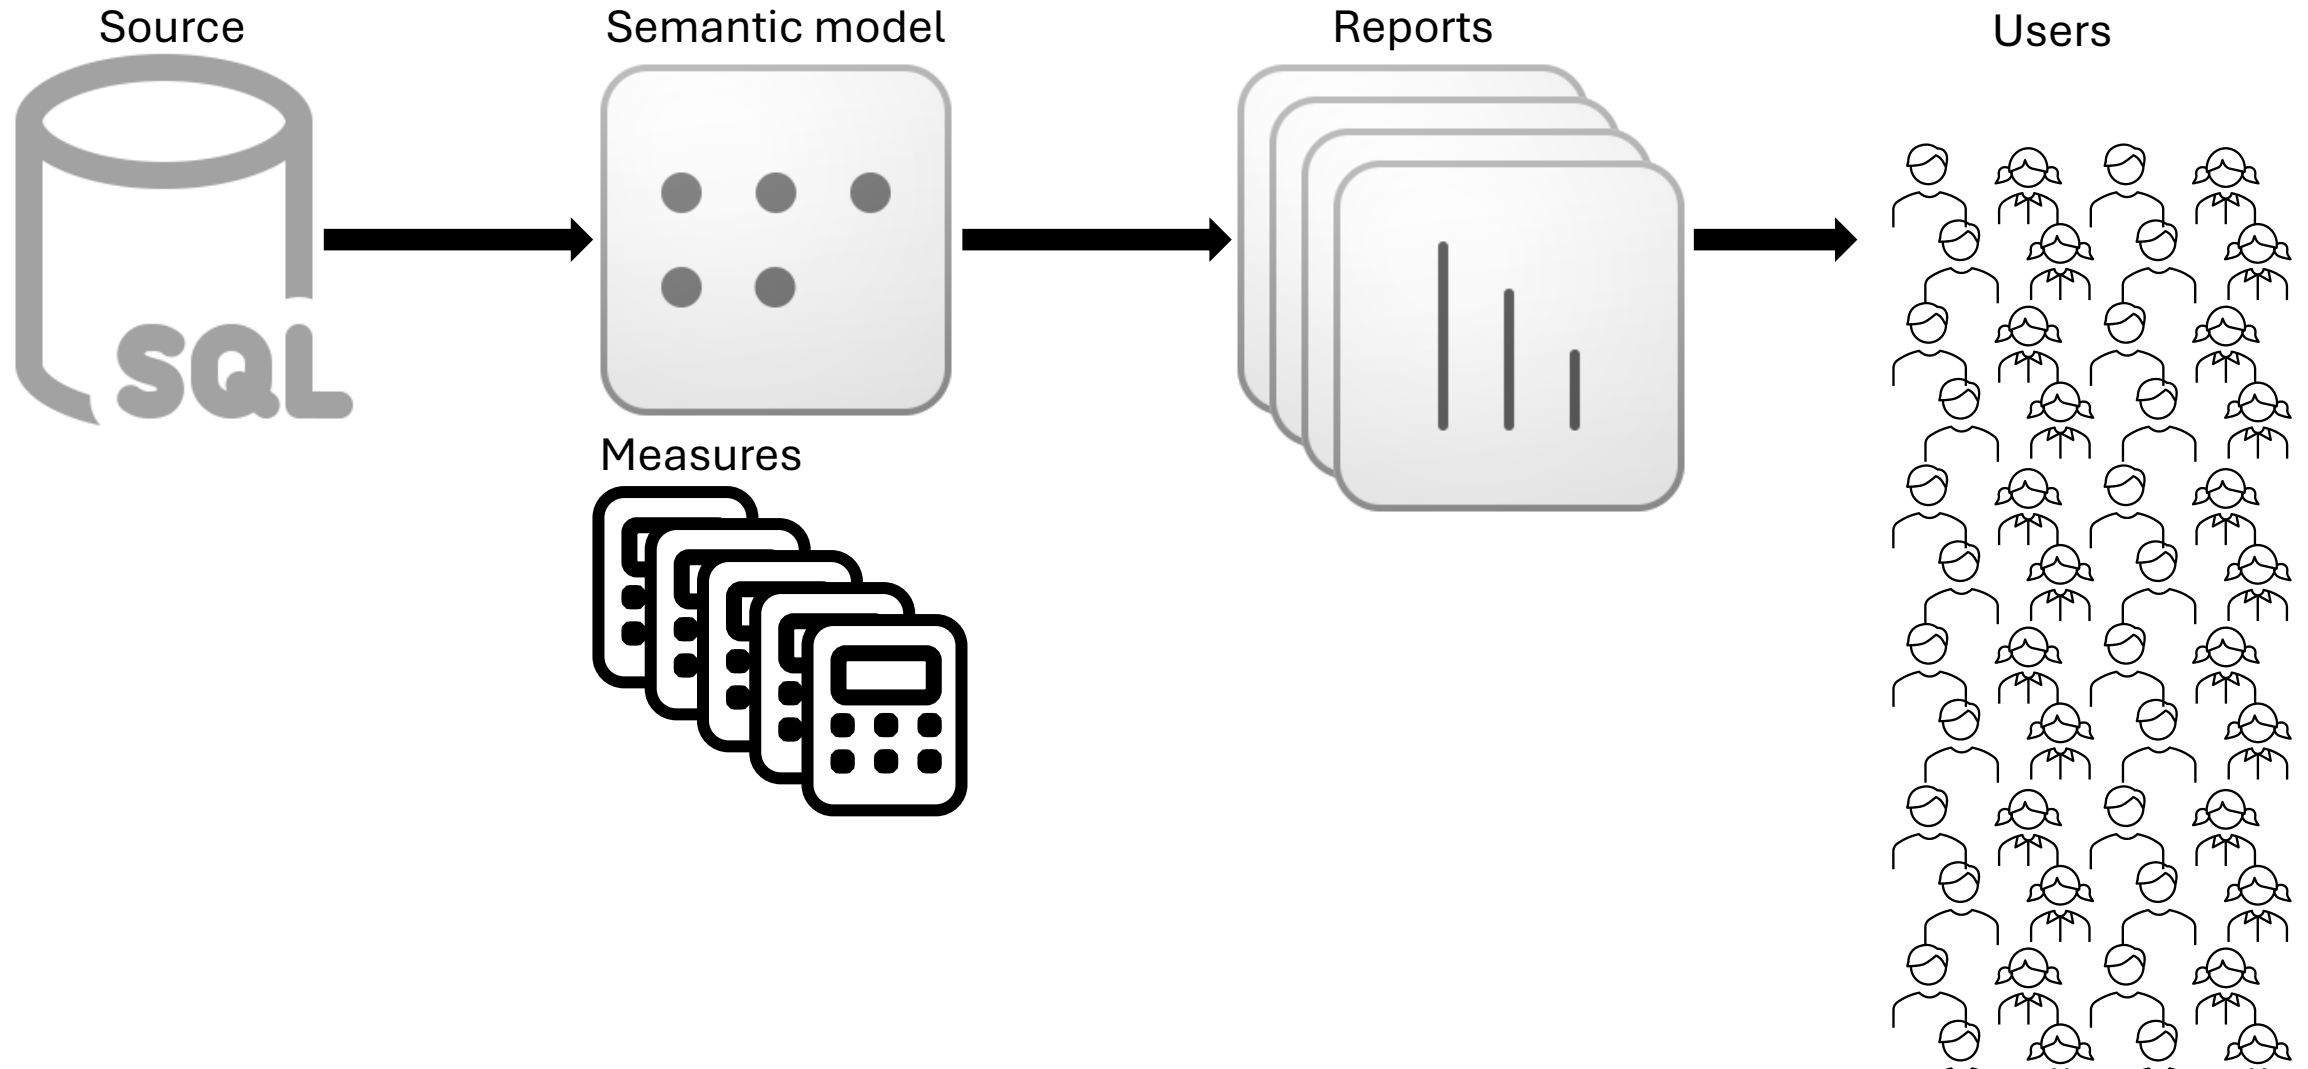 Source
Semantic model
Reports
Users
SQL
Measures